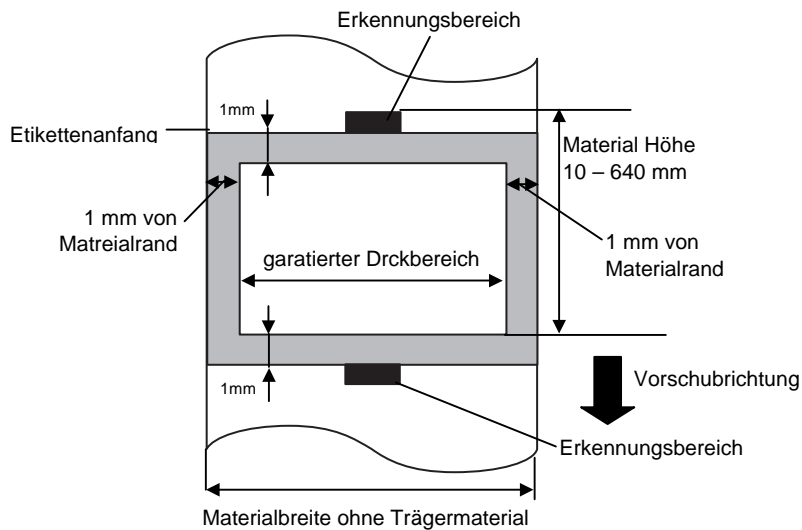 Erkennungsbereich
1mm
Etikettenanfang
Material Höhe
10 – 640 mm
1 mm von
Matreialrand
garatierter Drckbereich
1 mm von
Materialrand
1mm
Vorschubrichtung
Erkennungsbereich
Materialbreite ohne Trägermaterial